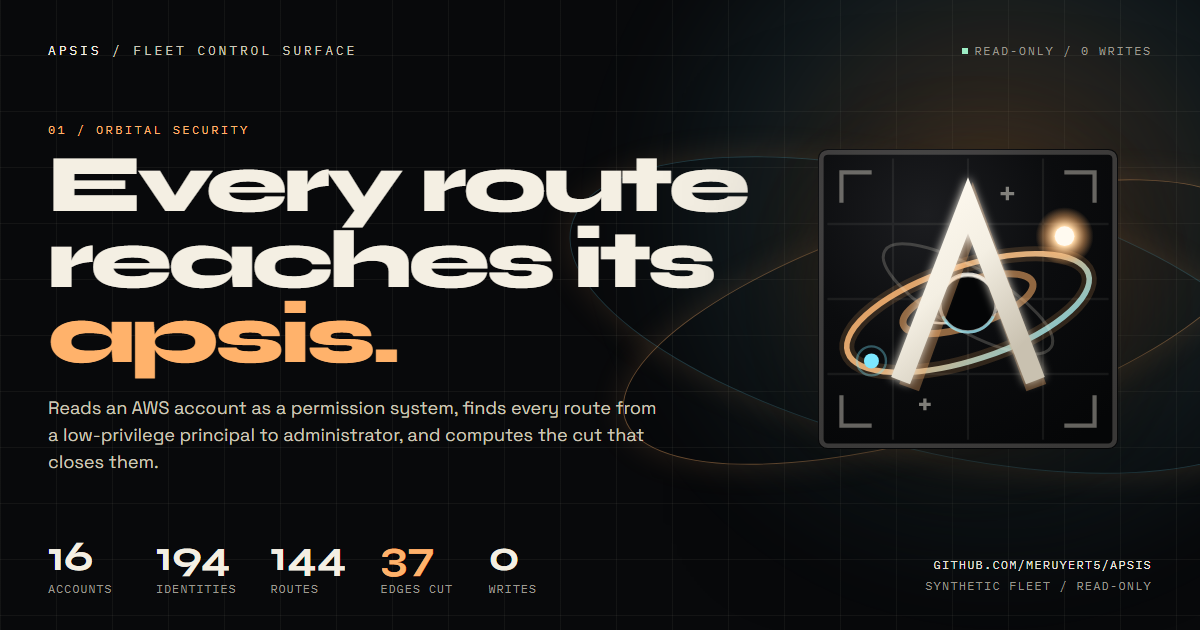 APSIS / FLEET CONTROL SURFACE
READ-ONLY / 0 WRITES
01 / ORBITAL SECURITY
Every route
reaches its
apsis.
Reads an AWS account as a permission system, finds every route from
a low-privilege principal to administrator, and computes the cut that
closes them.
A
16
ACCOUNTS
194
IDENTITIES
144
ROUTES
37
EDGES CUT
0
WRITES
GITHUB.COM/MERUYERT5/APSIS
SYNTHETIC FLEET / READ-ONLY